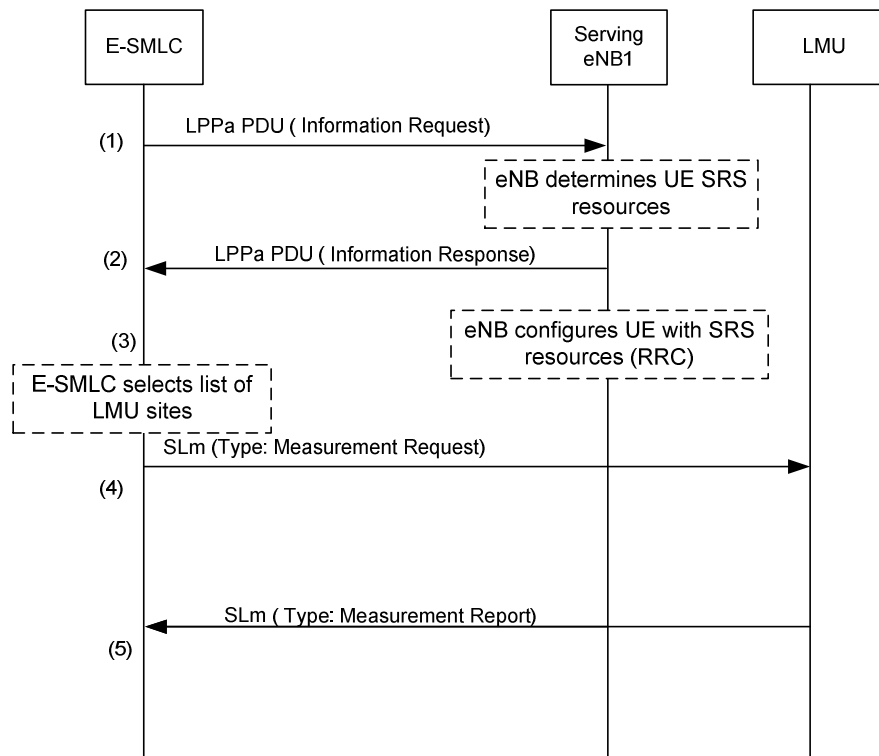 E-SMLC
Serving
eNB1
LMU
(1)
LPPa PDU ( Information Request)
eNB determines UE SRS
resources
(2)
LPPa PDU ( Information Response)
eNB configures UE with SRS
resources (RRC)
(3)
E-SMLC selects list of
LMU sites
SLm (Type: Measurement Request)
(4)
SLm ( Type: Measurement Report)
(5)